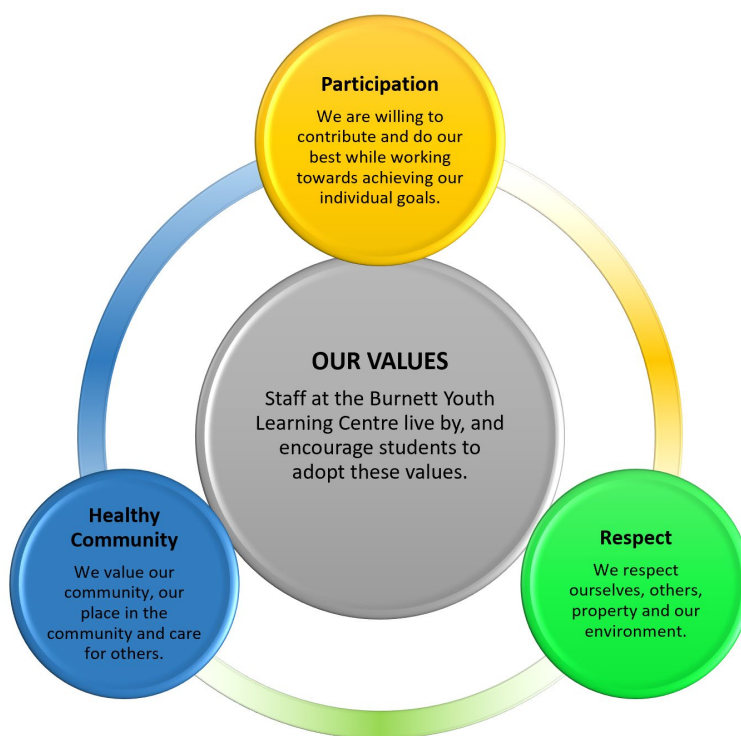 Participation
We are willing to
contribute and do our
best while working
towards achieving our
individual goals.
OUR VALUES
Staff at the Burnett Youth
Learning Centre live by, and
encourage students to
adopt these values.
Healthy
Community
We value our
community, our
place in the
community and care
for others.
Respect
We respect
ourselves, others,
property and our
environment.